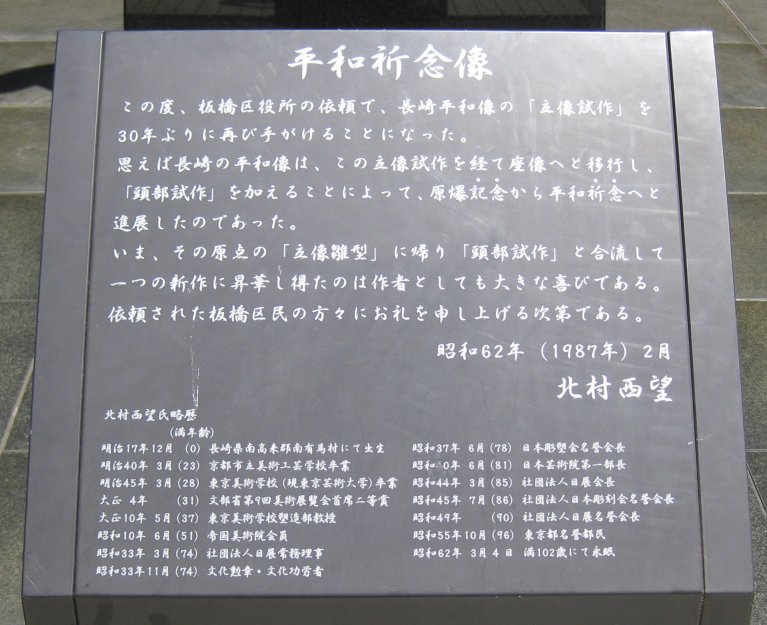 平和祈念像
この度、板橋区役所の依頼で、長崎平和像の「立像試作」を
30年ぶりに再び手がけることになった。
思えば長崎の平和像は、この立像試作を経て座像へと移行し、
「頭部試作」を加えることによって、原爆記念から平和祈念へと
進展したのであった。
いま、その原点の「立像雛型」に帰り「頭部試作」と合流して
一つの新作に昇華し得たのは作者としても大きな喜びである。
依頼された板橋区民の方々にお礼を申し上げる次第である。
昭和62年（1987年）2月
北村西望
北村西望氏略歴
(満年齢)
明治17年12月 (0) 長崎県南高来郡南有馬村にて出生
明治40年 3月 (23) 京都市立美術工芸学校卒業
明治45年 3月 (28) 東京美術学校(現東京芸術大学)卒業
大正 4年 (31) 文部省第9回美術展覧会首席二等賞
大正10年 5月 (37) 東京美術学校塑造部教授
昭和10年 6月 (51) 帝国美術院会員
昭和33年 3月 (74) 社団法人日展常務理事
昭和33年11月 (74) 文化勲章・文化功労者
昭和37年 6月 (78) 日本彫塑会名誉会長
昭和40年 6月 (81) 日本芸術院第一部長
昭和44年 3月 (85) 社団法人日展会長
昭和45年 7月 (86) 社団法人日本彫刻会名誉会長
昭和49年 (90) 社団法人日展名誉会長
昭和55年10月 (96) 東京都名誉都民
昭和62年 3月4日 満102歳にて永眠